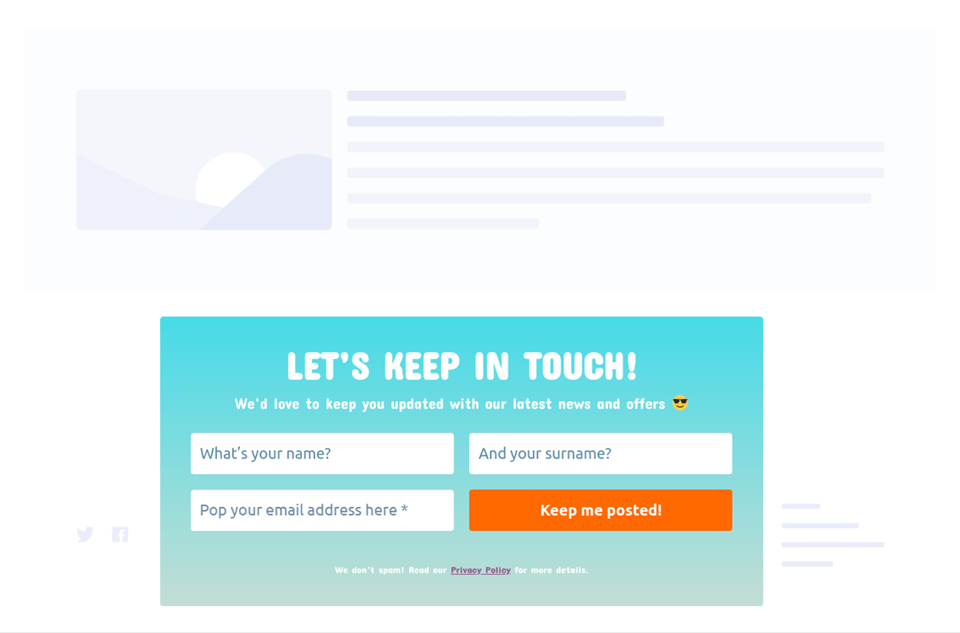 LET'S KEEP IN TOUCH!
We'd love to keep you updated with our latest news and offers 😎
What's your name?
And your surname?
Pop your email address here *
Keep me posted!
We don't spam! Read our Privacy Policy for more details.